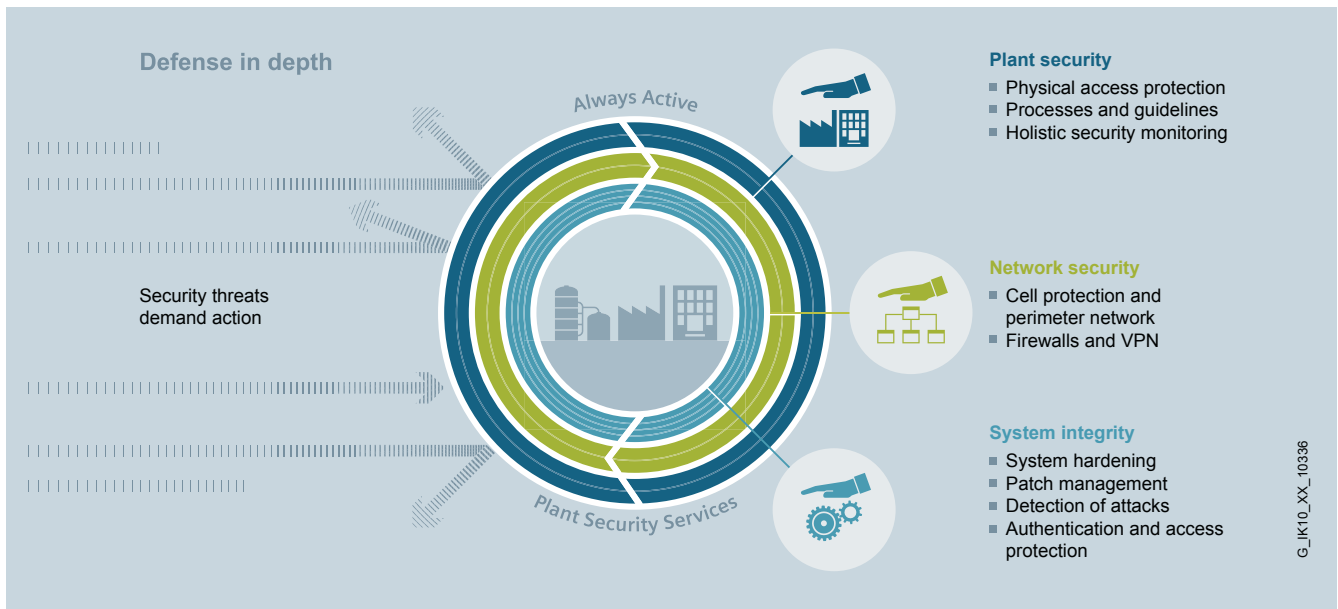 Defense in depth
Always Active
Security threats
demand action
Plant Security Services
Plant security
Physical access protection
Processes and guidelines
Holistic security monitoring
Network security
Cell protection and
perimeter network
Firewalls and VPN
System integrity
System hardening
Patch management
Detection of attacks
Authentication and access
protection
G_IK10_XX_10336